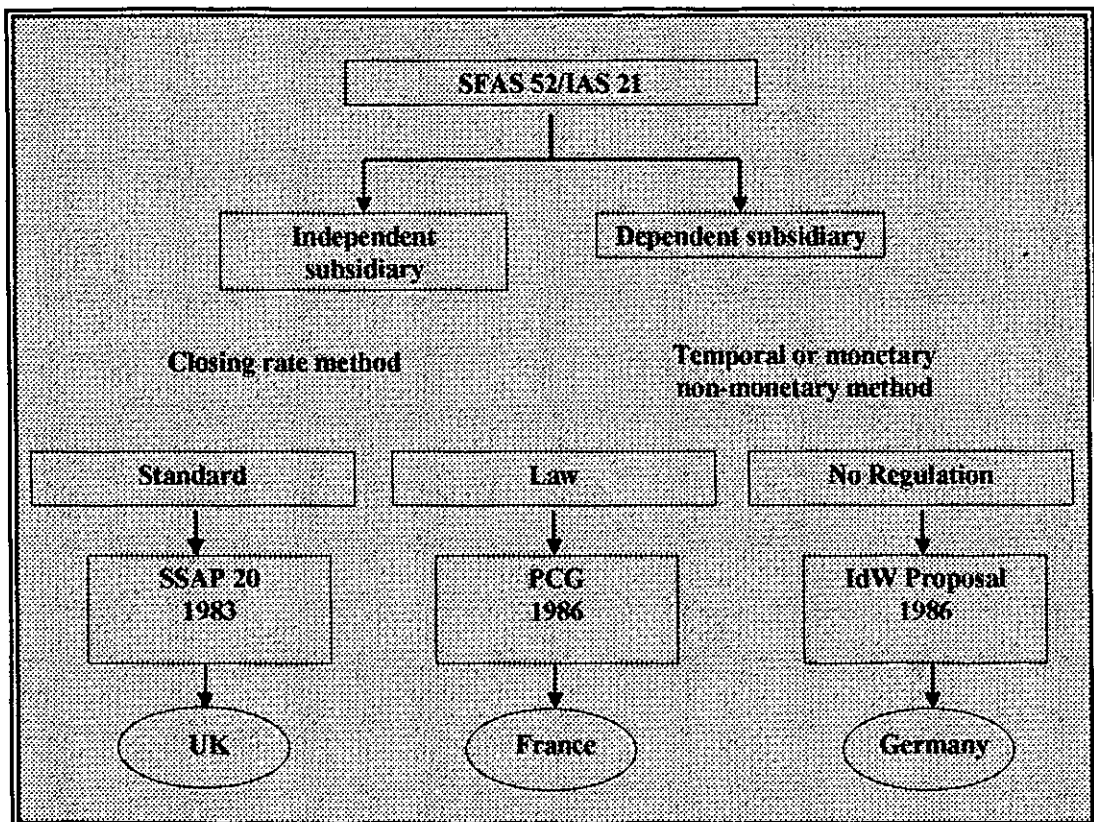 SFAS 52/IAS 21
Independent
subsidiary
Dependent subsidiary
Closing rate method
Temporal or monetary
non-monetary method
Standard
Law
No Regulation
SSAP 20
1983
PCG
1986
IdW Proposal
1986
UK
France
Germany